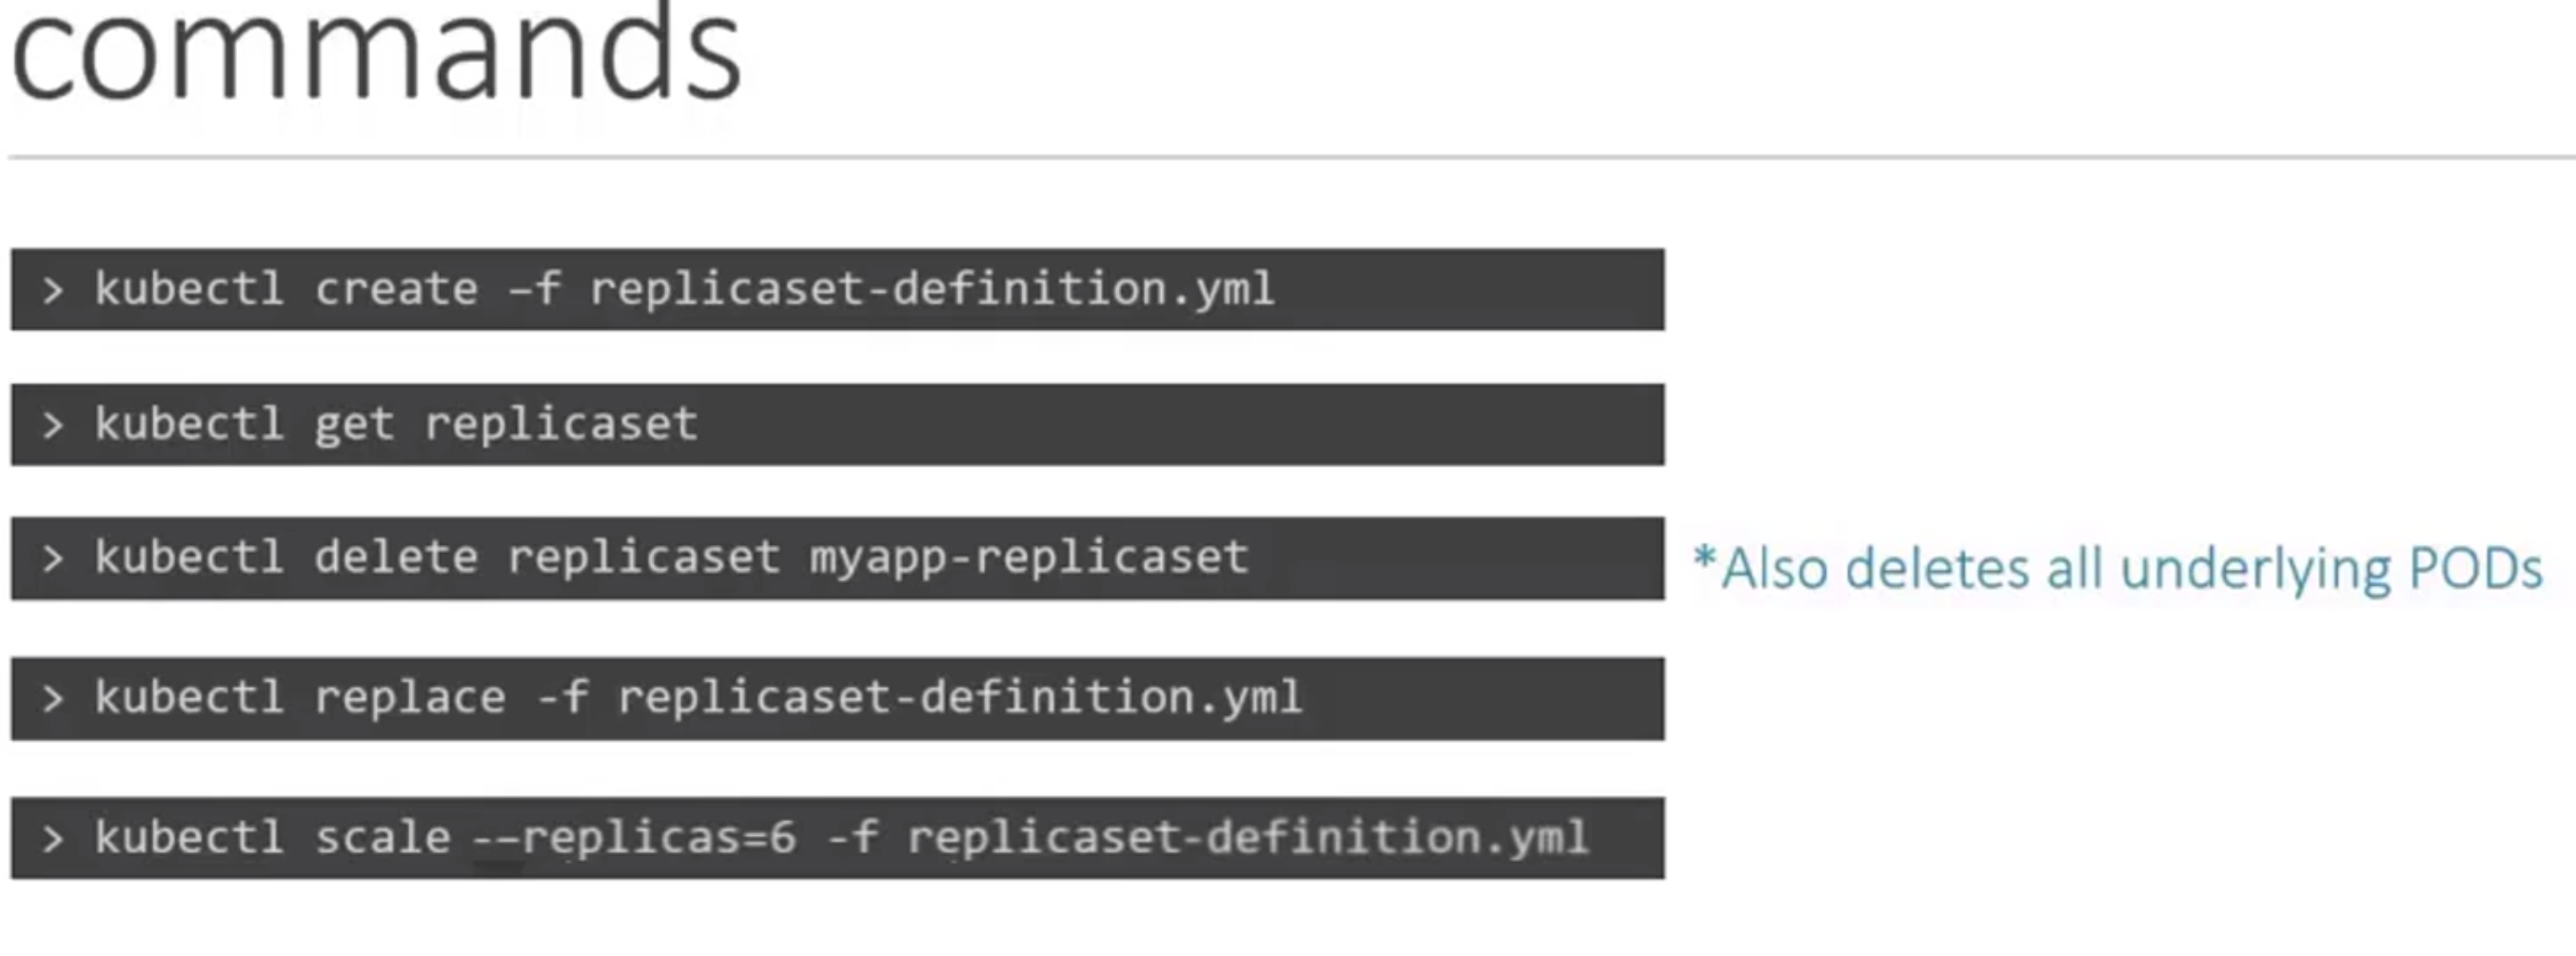 commands
> kubectl create –f replicaset-definition.yml
> kubectl get replicaset
> kubectl delete replicaset myapp-replicaset *Also deletes all underlying PODs
> kubectl replace -f replicaset-definition.yml
> kubectl scale --replicas=6 -f replicaset-definition.yml